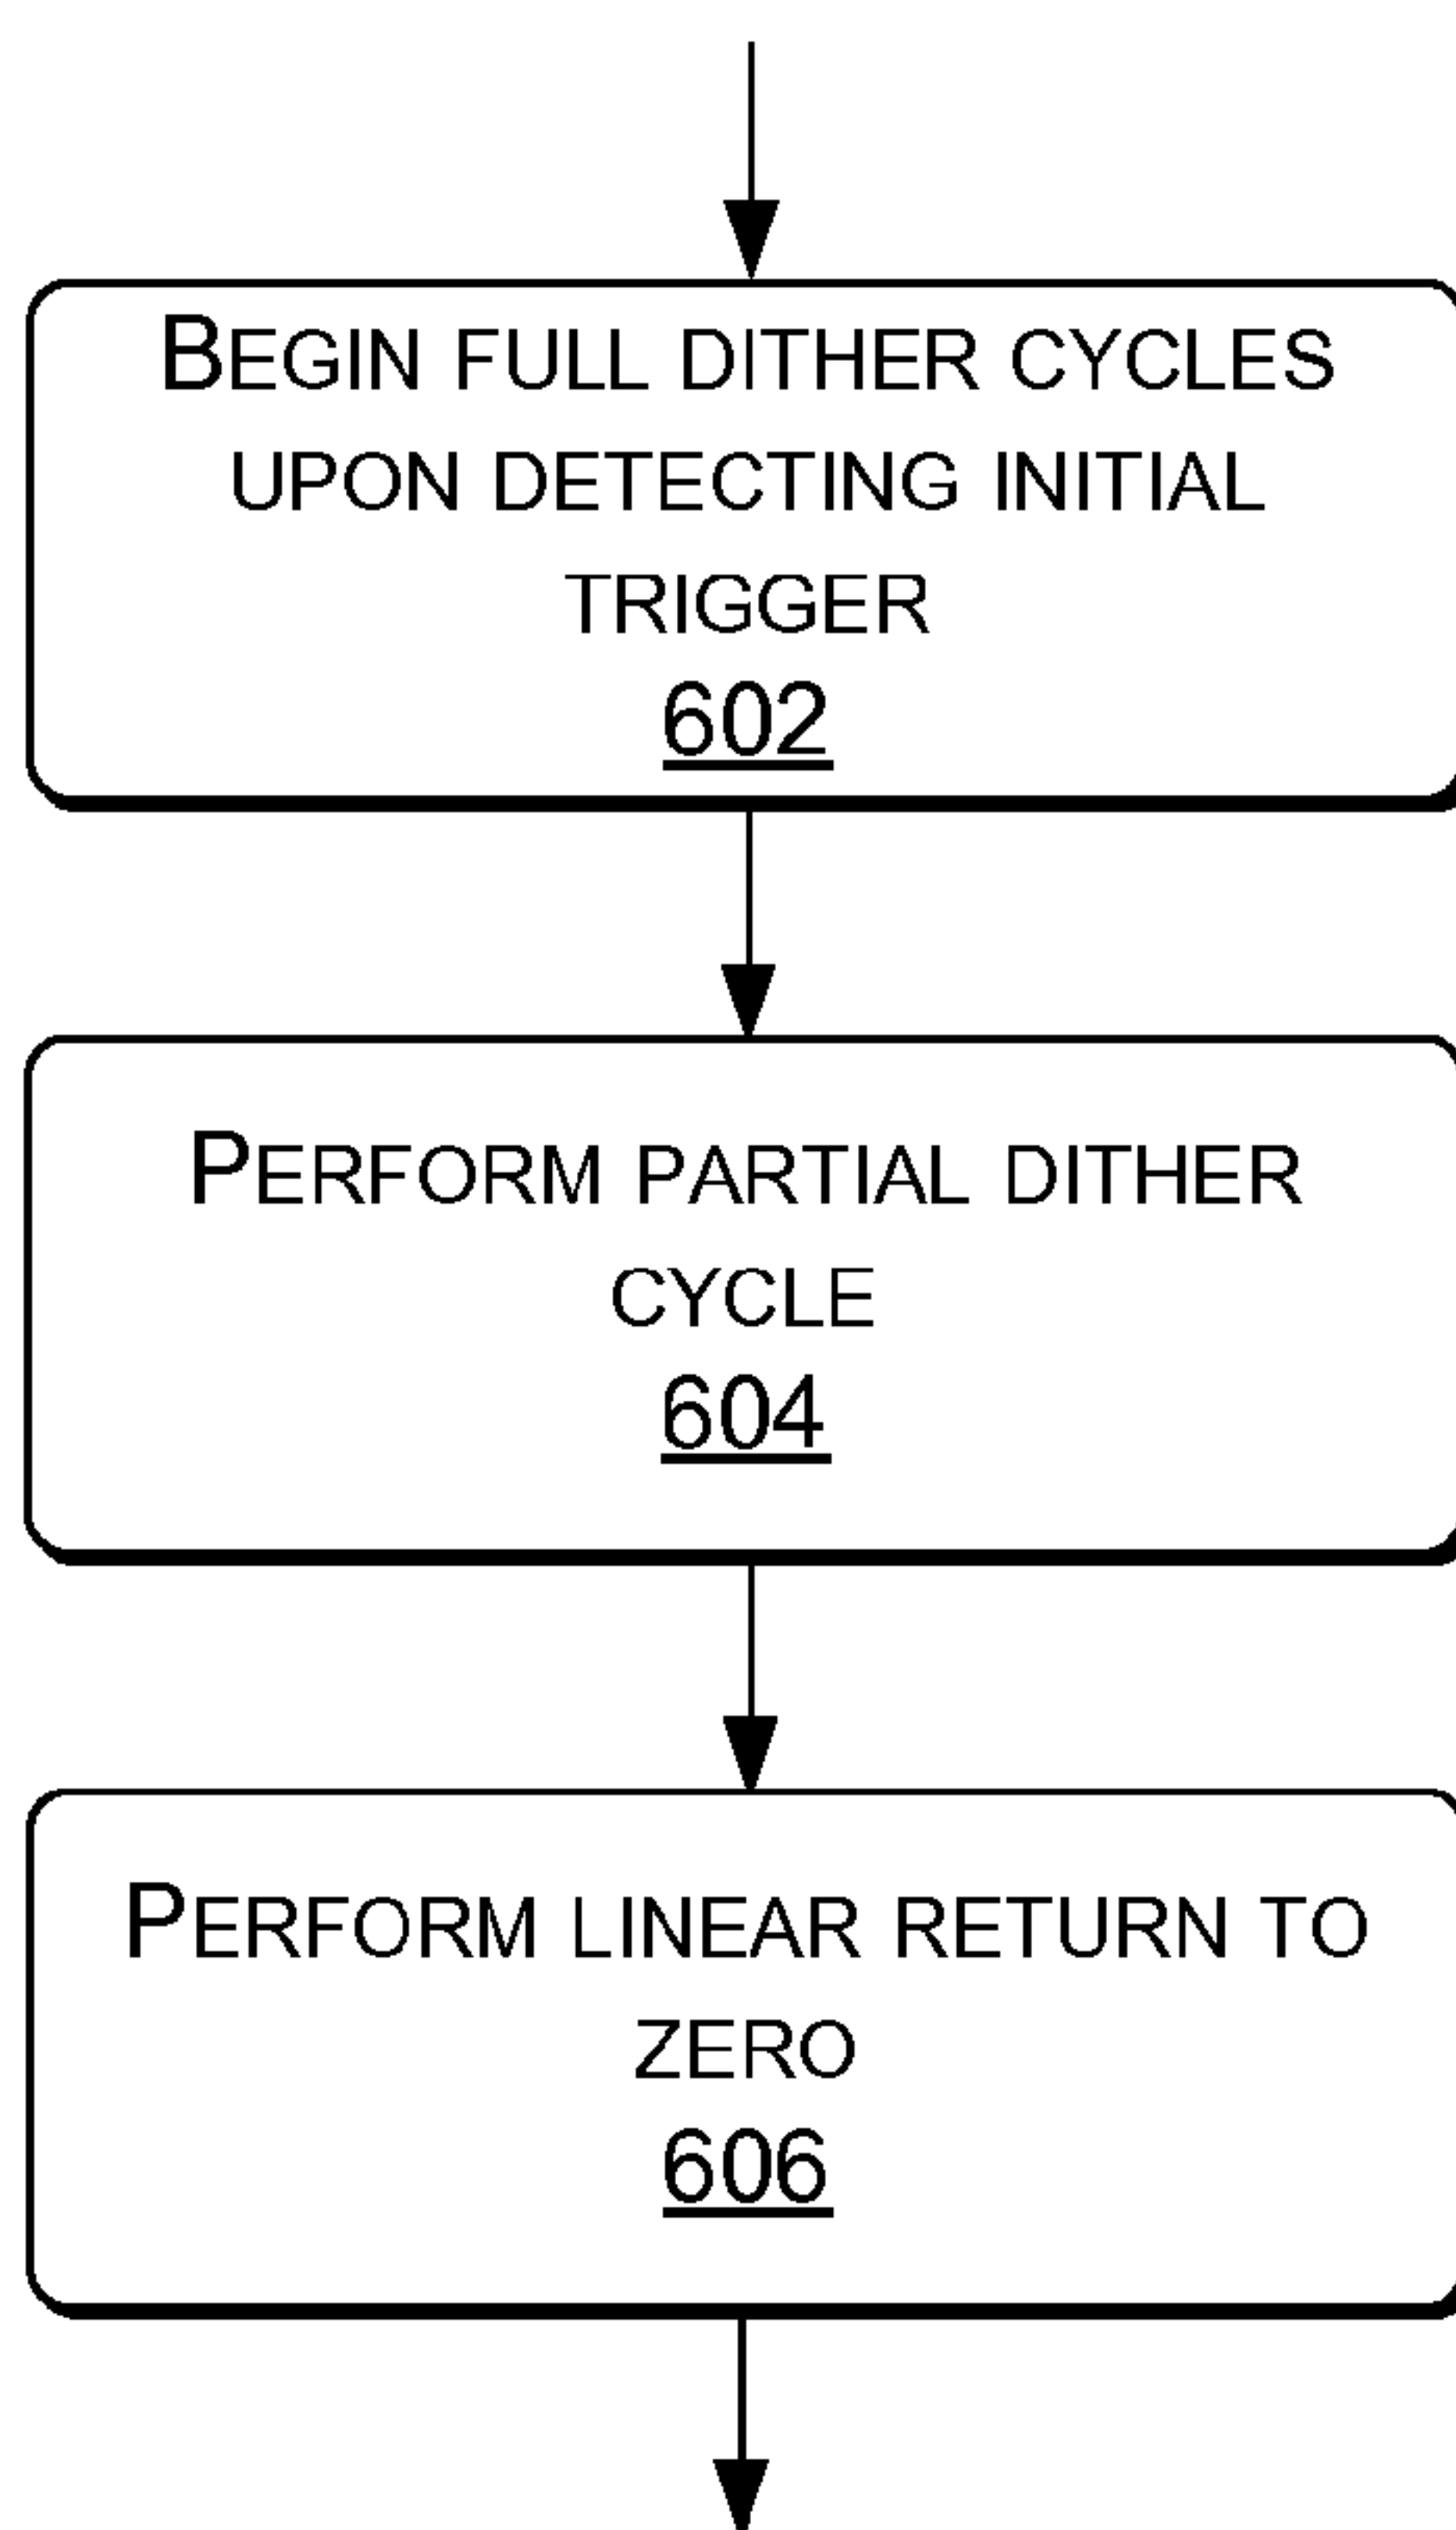 BEGIN FULL DITHER CYCLES
UPON DETECTING INITIAL
TRIGGER
602
PERFORM PARTIAL DITHER
CYCLE
604
PERFORM LINEAR RETURN TO
ZERO
606